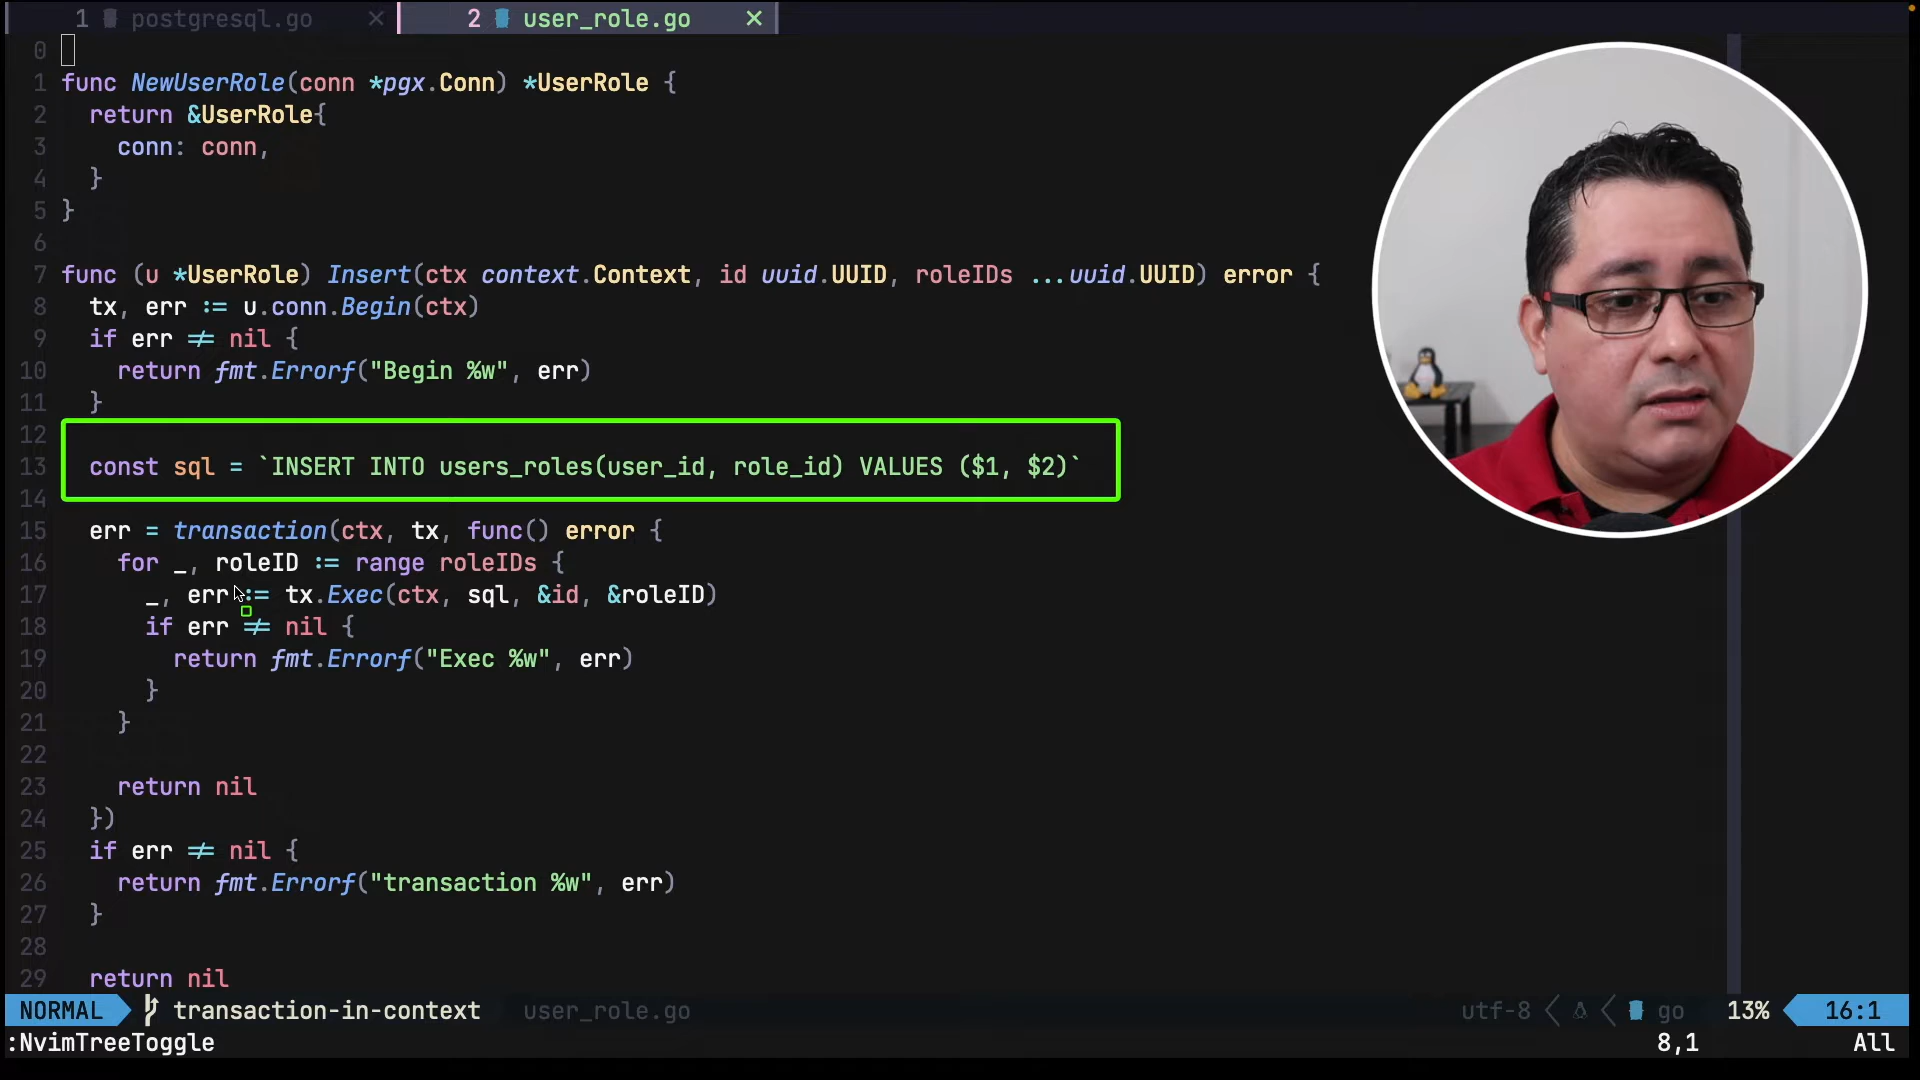 1 postgresql.go × 2 user_role.go ×
0
1 func NewUserRole(conn *pgx.Conn) *UserRole {
2 return &UserRole{
3 conn: conn,
4 }
5 }
6
7 func (u *UserRole) Insert(ctx context.Context, id uuid.UUID, roleIDs ...uuid.UUID) error {
8 tx, err := u.conn.Begin(ctx)
9 if err != nil {
10 return fmt.Errorf("Begin %w", err)
11 }
12
13 const sql = `INSERT INTO users_roles(user_id, role_id) VALUES ($1, $2)`
14
15 err = transaction(ctx, tx, func() error {
16 for _, roleID := range roleIDs {
17 _, err := tx.Exec(ctx, sql, &id, &roleID)
18 if err != nil {
19 return fmt.Errorf("Exec %w", err)
20 }
21 }
22
23 return nil
24 })
25 if err != nil {
26 return fmt.Errorf("transaction %w", err)
27 }
28
29 return nil
NORMAL transaction-in-context user_role.go utf-8 go 13% 16:1
:NvimTreeToggle 8,1 All